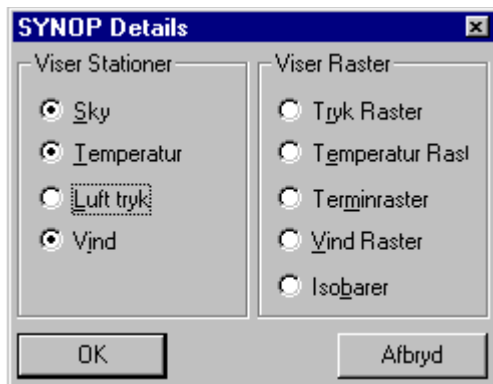 SYNOP Details
Viser Stationer
Sky
Temperatur
Luft tryk
Vind
Viser Raster
Tryk Raster
Temperatur Rast
Terminraster
Vind Raster
Isobarer
OK
Afbryd